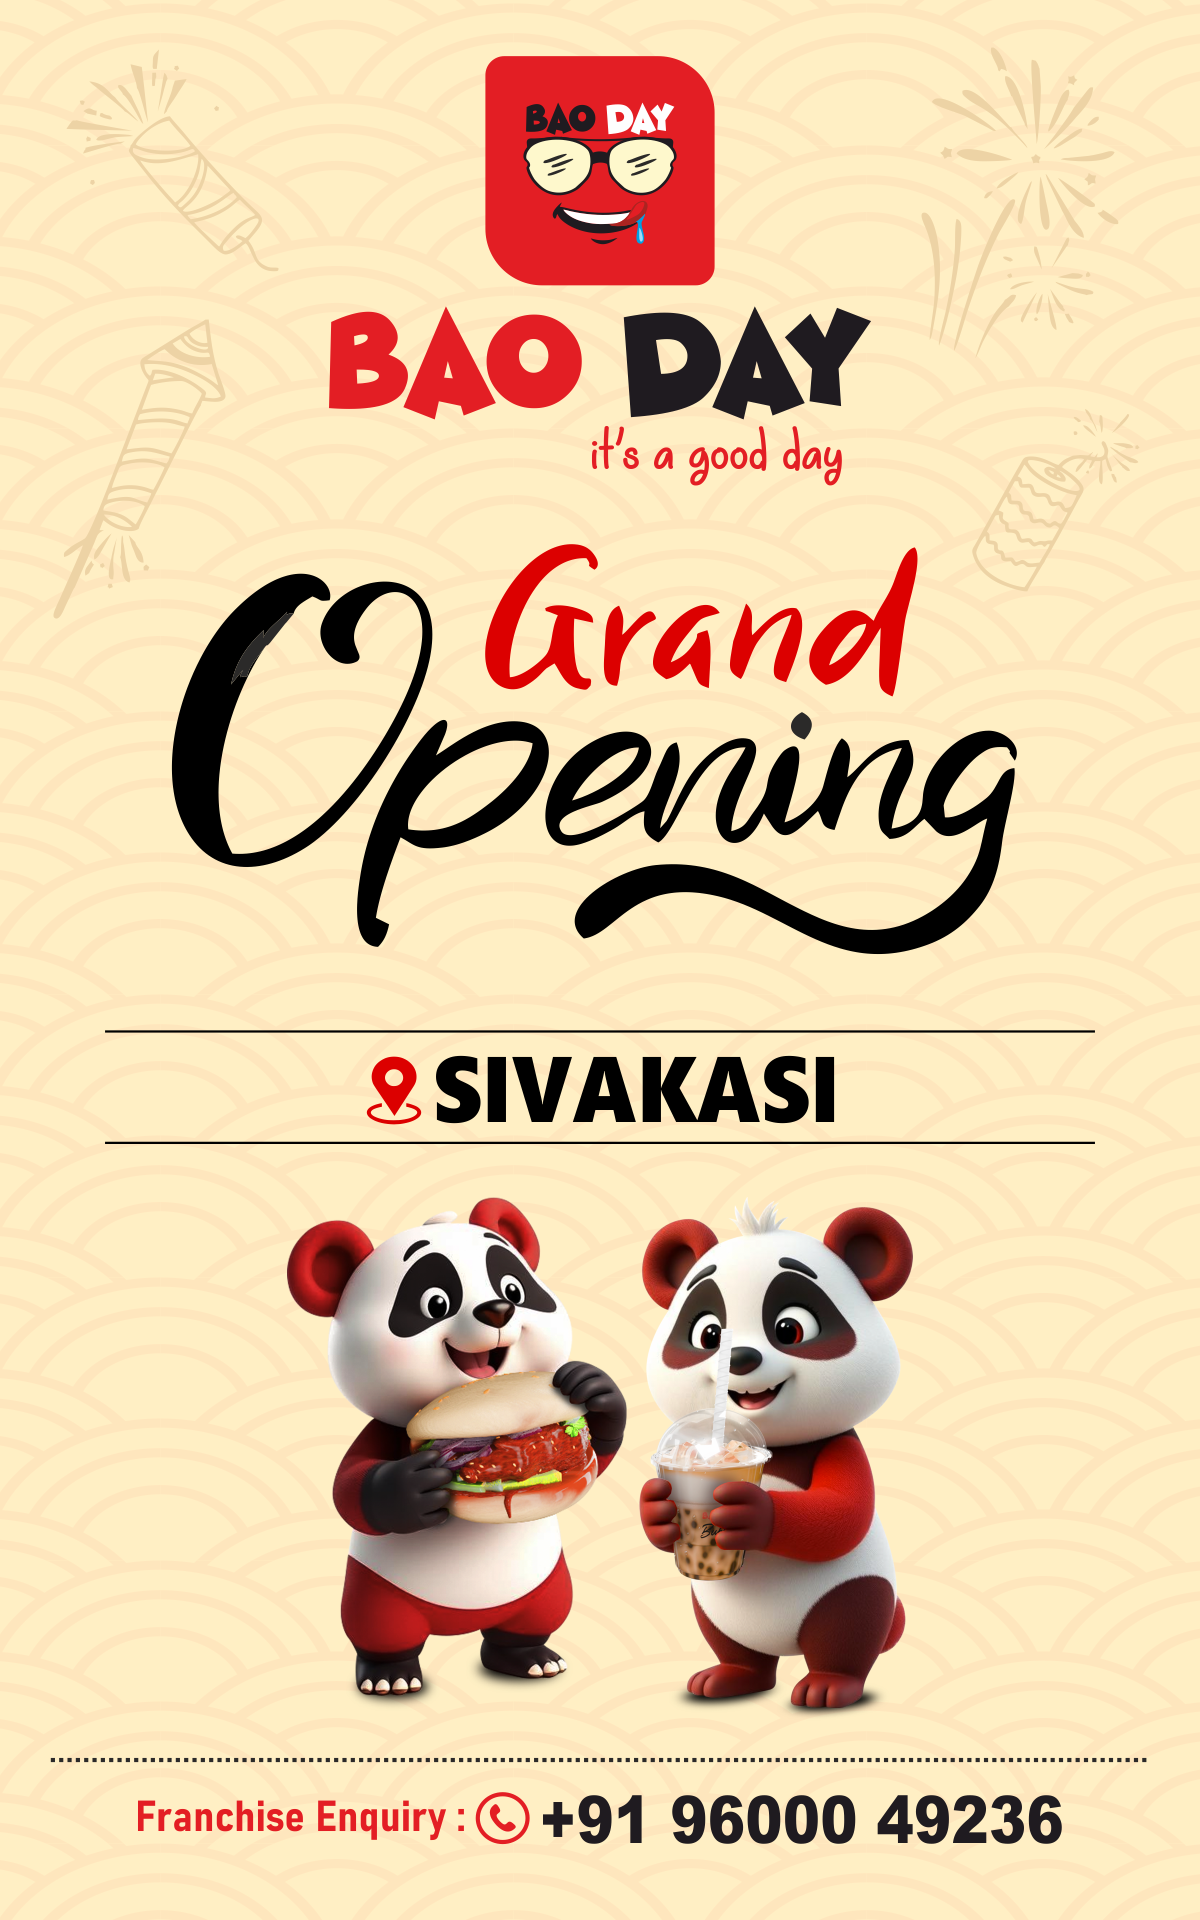 BAO DAY
BAO DAY
it's a good day
Grand
Opening
SIVAKASI
Franchise Enquiry : +91 96000 49236